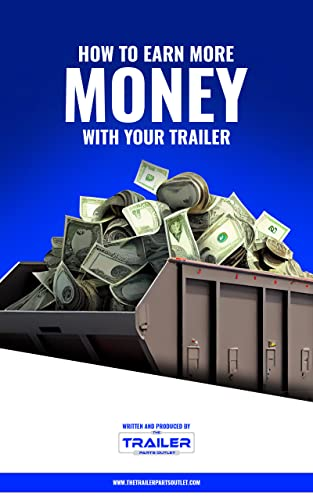 HOW TO EARN MORE
MONEY
WITH YOUR TRAILER
WRITTEN AND PRODUCED BY
THE
TRAILER
PARTS OUTLET
WWW.THETRAILERPARTSOUTLET.COM